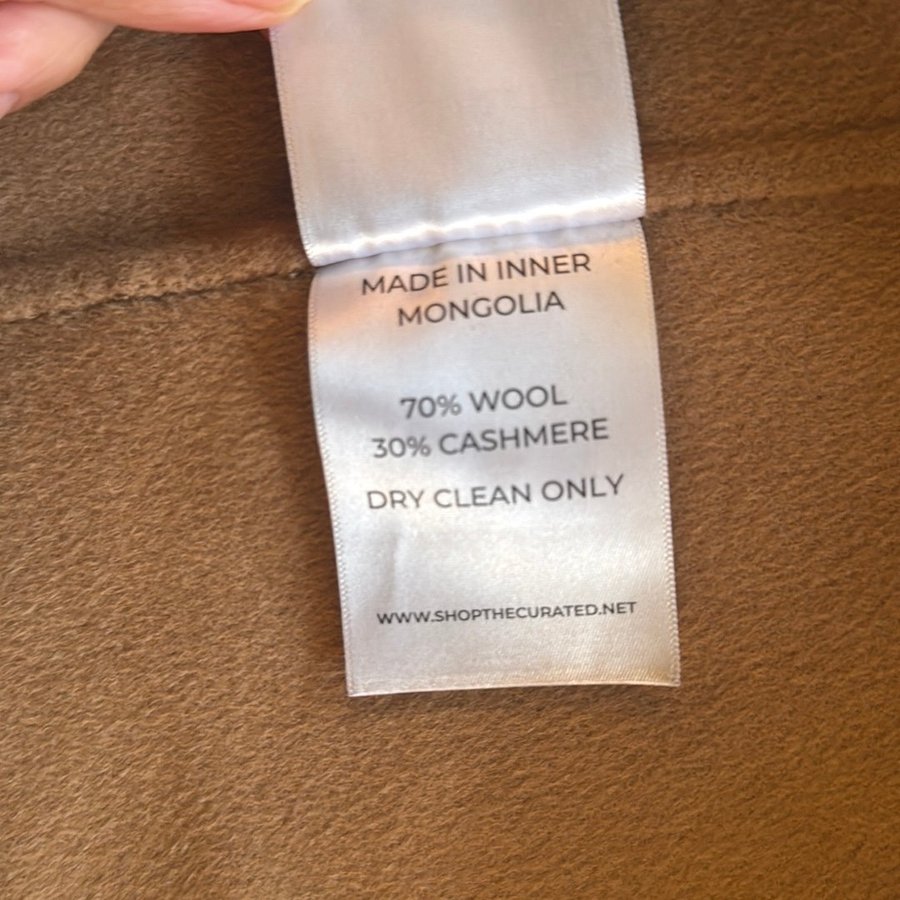 MADE IN INNER
MONGOLIA
70% WOOL
30% CASHMERE
DRY CLEAN ONLY
WWW.SHOPTHECURATED.NET